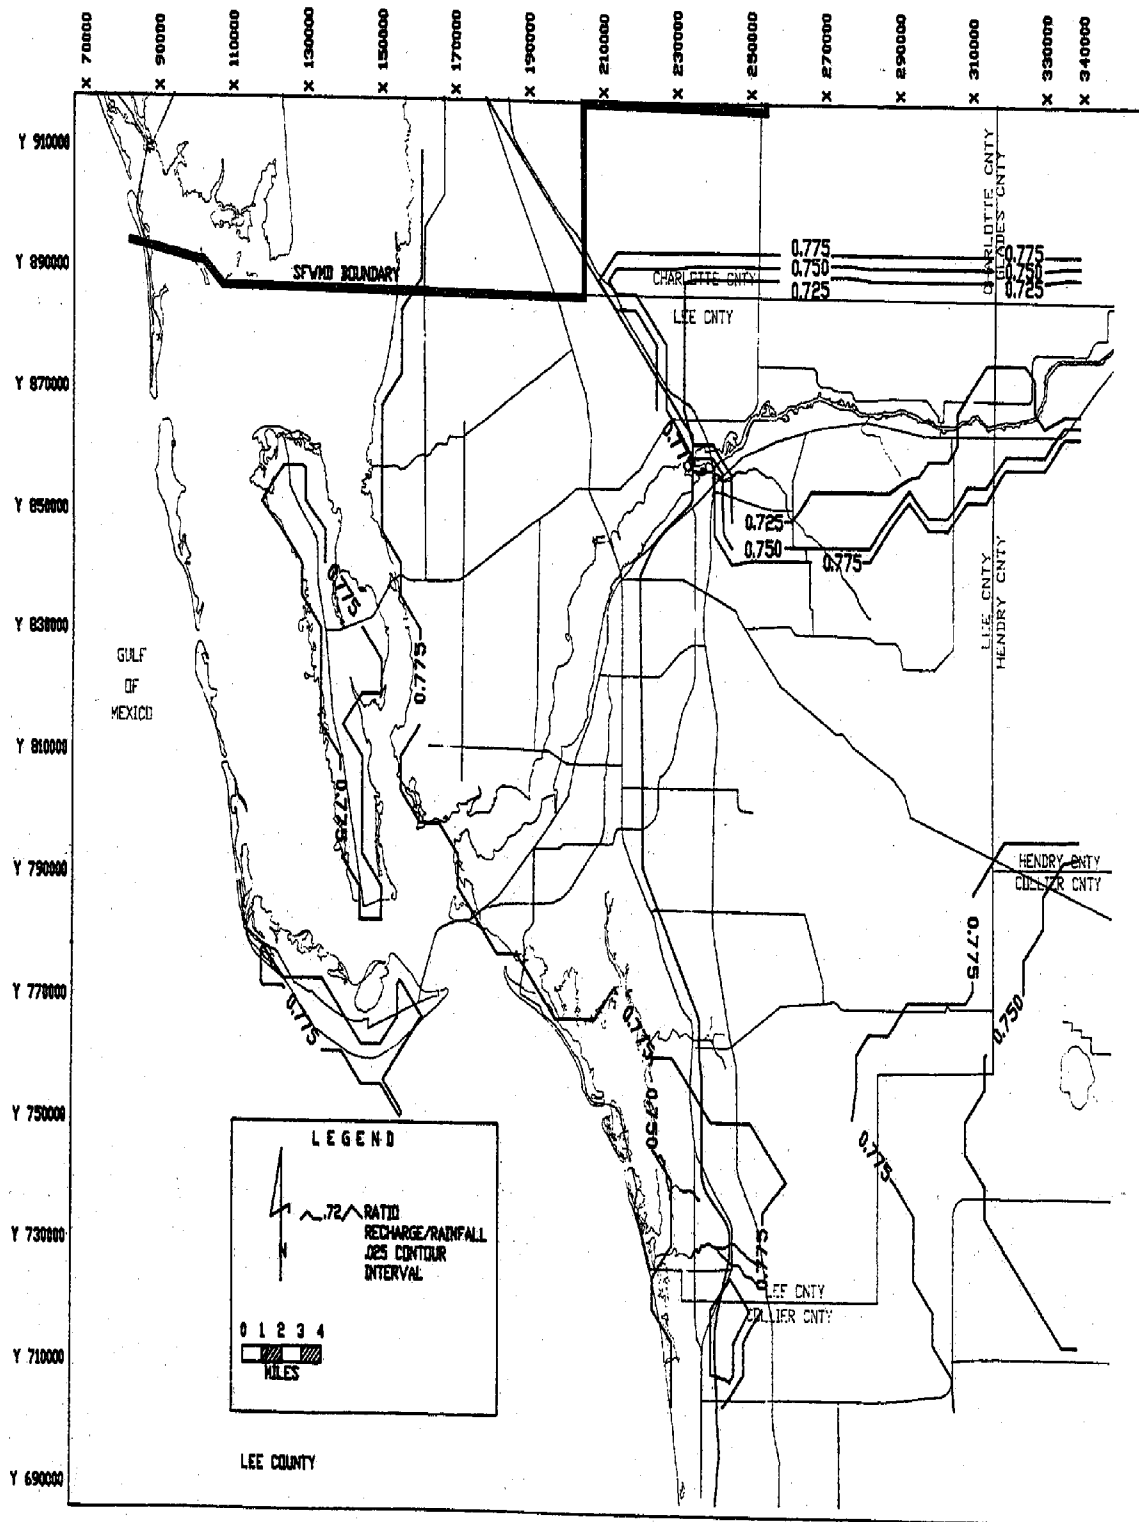 X 70000
X 90000
X 110000
X 130000
X 150000
X 170000
X 190000
X 210000
X 230000
X 250000
X 270000
X 290000
X 310000
X 330000
X 340000
Y 910000
Y 890000
Y 870000
Y 850000
Y 830000
Y 810000
Y 790000
Y 770000
Y 750000
Y 730000
Y 710000
Y 690000
CHARLOTTE CNTY
GLADES CNTY
SFWMD BOUNDARY
0.775
0.750
0.725
0.775
0.750
0.725
CHARLOTTE CNTY
LEE CNTY
0.775
0.725
0.750
0.775
LEE CNTY
HENDRY CNTY
0.775
0.775
0.775
GULF
OF
MEXICO
HENDRY CNTY
COLLIER CNTY
0.775
0.750
0.775
0.775
0.750
0.775
0.775
LEE CNTY
COLLIER CNTY
LEGEND
.72 RATIO
RECHARGE/RAINFALL
.025 CONTOUR
INTERVAL
N
0 1 2 3 4
MILES
LEE COUNTY